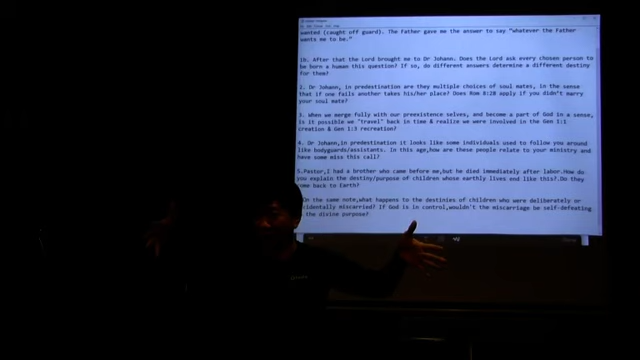 wanted (caught off guard). The Father gave me the answer to say "whatever the Father
wants me to be."
1b. After that the Lord brought me to Dr Johann. Does the Lord ask every chosen person to
be born a human this question? If so, do different answers determine a different destiny
for them?
2. Dr Johann, in predestination are they multiple choices of soul mates, in the sense
that if one fails another takes his/her place? Does Rom 8:28 apply if you didn't marry
your soul mate?
3. When we merge fully with our preexistence selves, and become a part of God in a sense,
is it possible we "travel" back in time & realize we were involved in the Gen 1:1
creation & Gen 1:3 recreation?
4. Dr Johann,in predestination it looks like some individuals used to follow you around
like bodyguards/assistants. In this age,how are these people relate to your ministry and
have some miss this call?
5.Pastor,I had a brother who came before me,but he died immediately after labor.How do
you explain the destiny/purpose of children whose earthly lives end like this? Do they
come back to Earth?
On the same note,what happens to the destinies of children who were deliberately or
accidentally miscarried? If God is in control,wouldn't the miscarriage be self-defeating
the divine purpose?